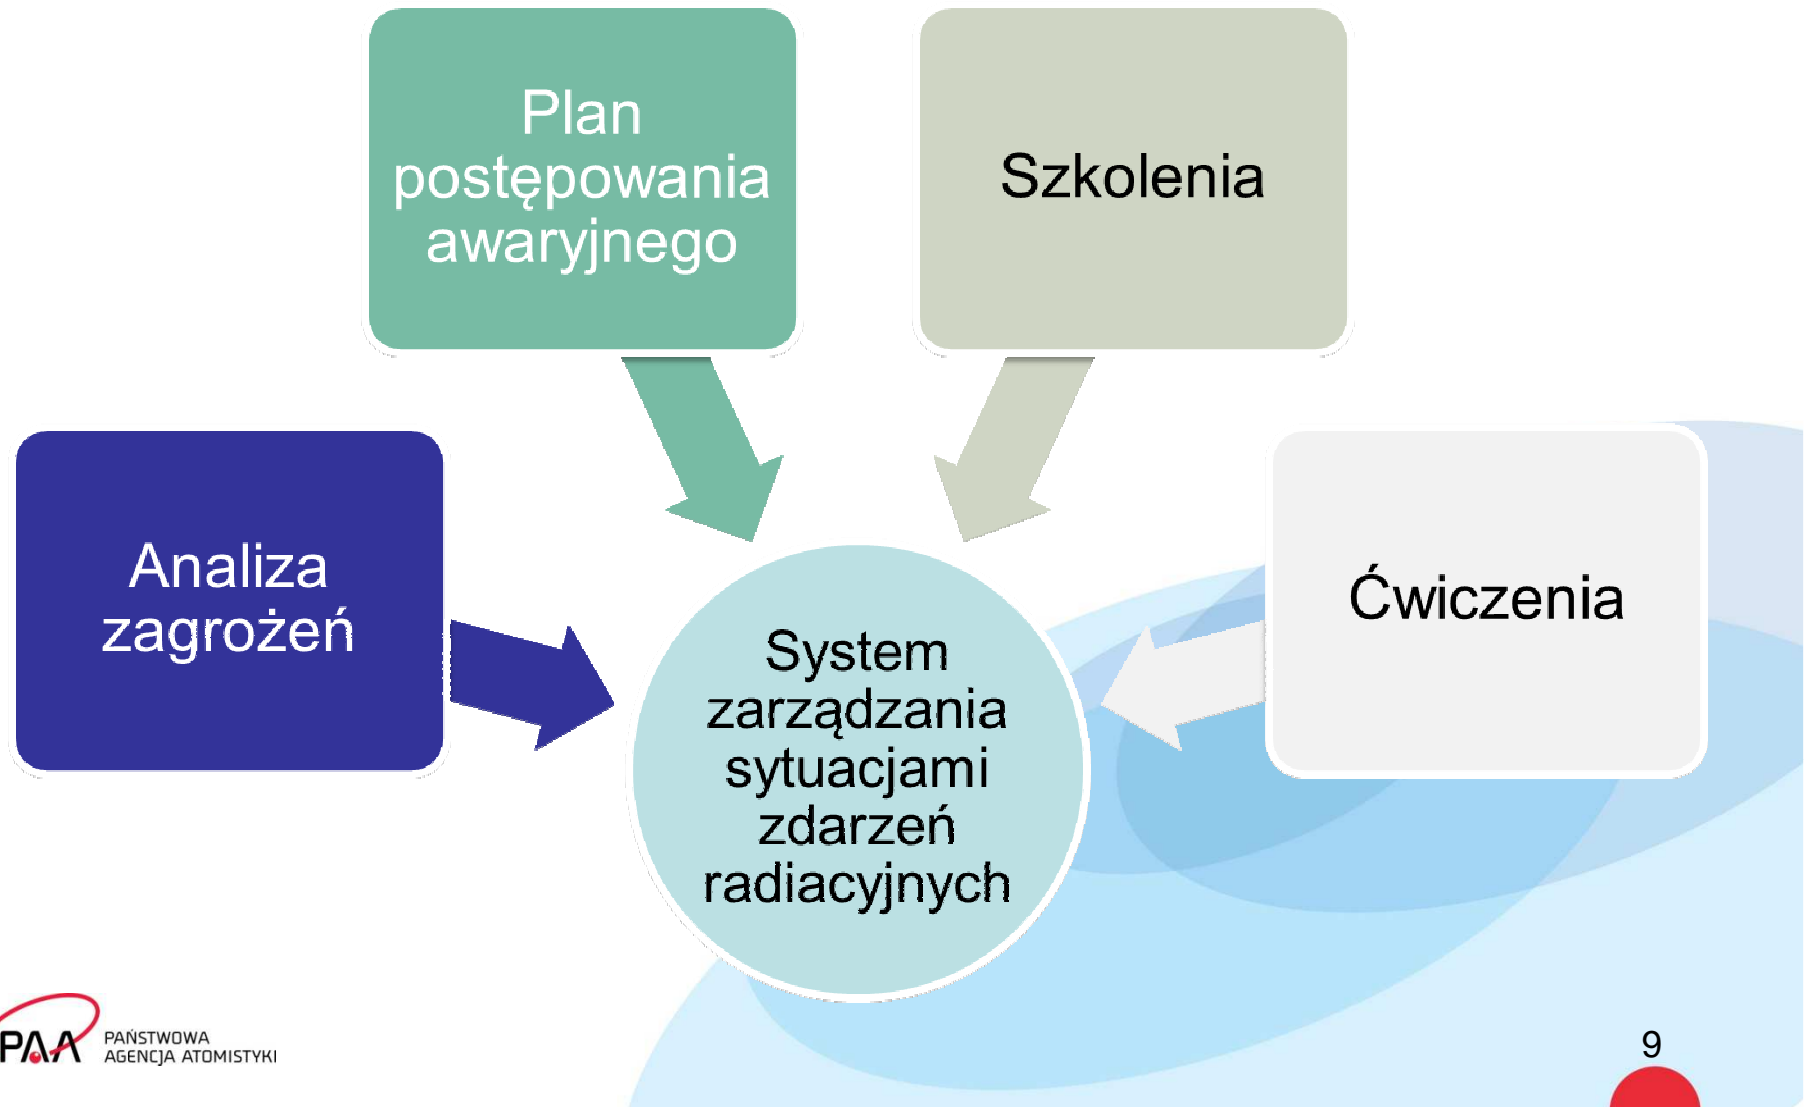 Plan
postępowania
awaryjnego
Szkolenia
Analiza
zagrożeń
Ćwiczenia
System
zarządzania
sytuacjami
zdarzeń
radiacyjnych
PAA
PAŃSTWOWA
AGENCJA ATOMISTYKI
9